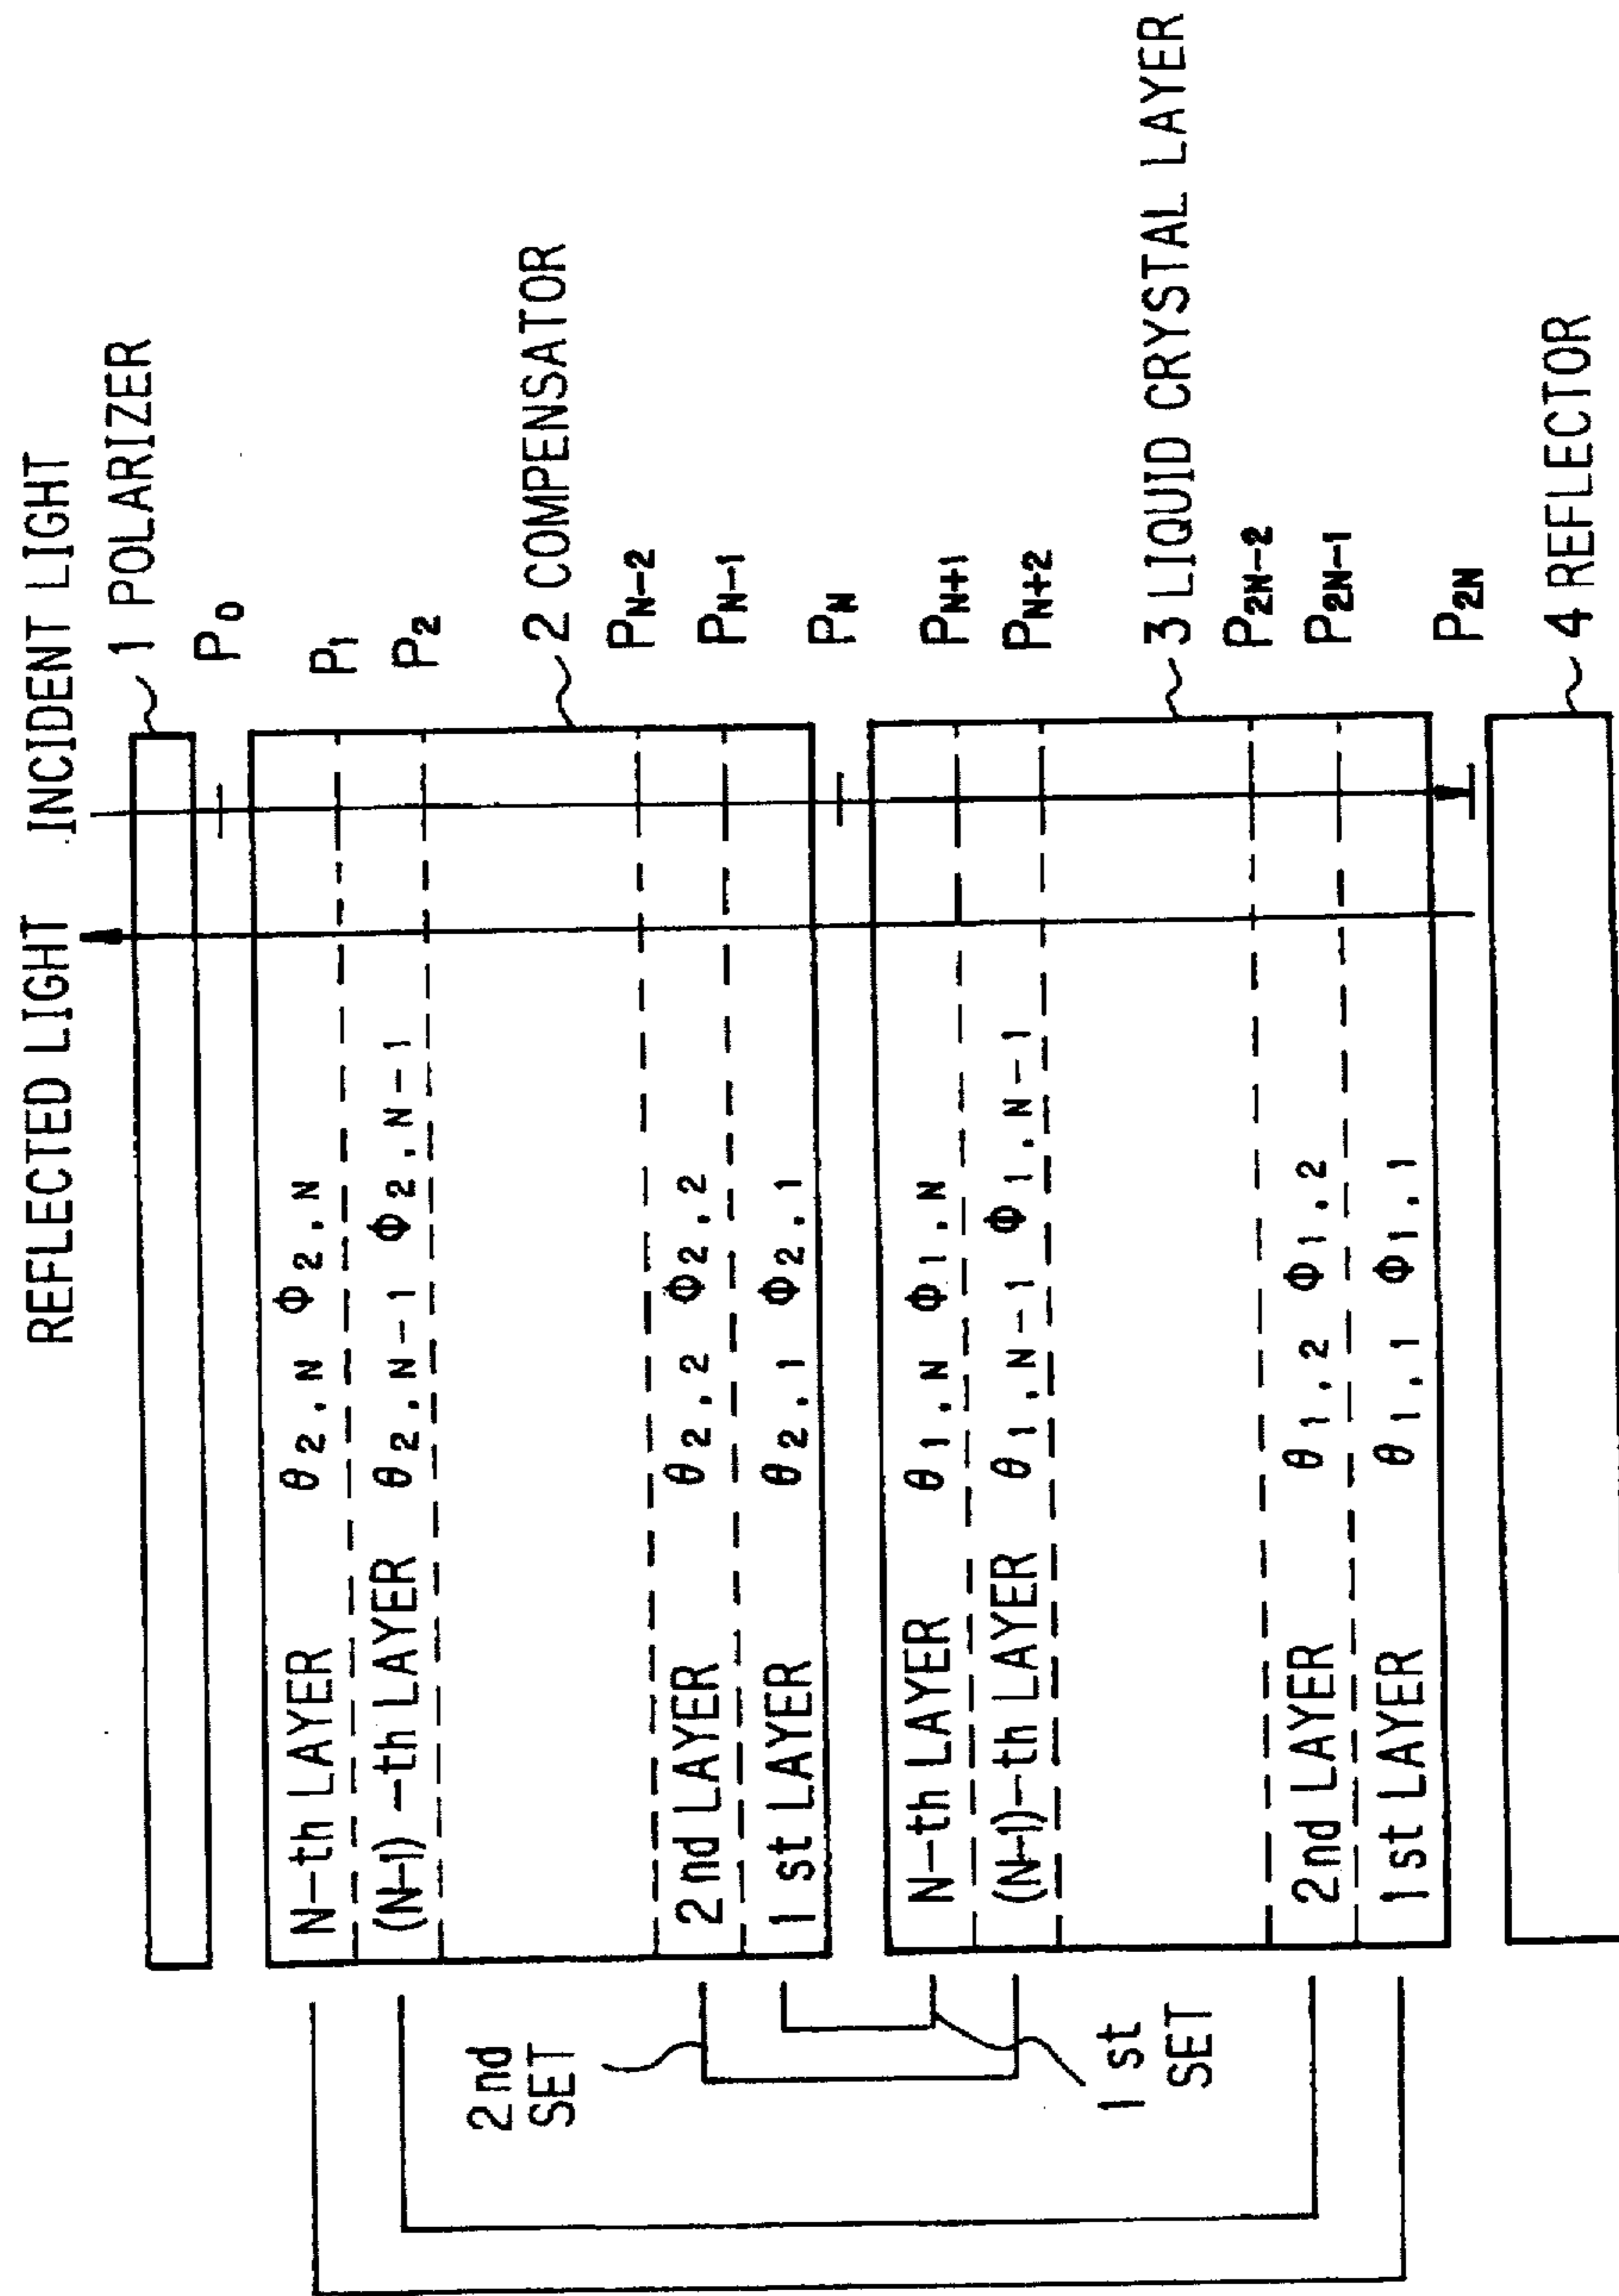 REFLECTED LIGHT INCIDENT LIGHT
1 POLARIZER
P0
N-th LAYER θ2,N Φ2,N
P1
(N-1)-th LAYER θ2,N-1 Φ2,N-1
P2
2 COMPENSATOR
PN-2
2nd LAYER θ2,2 Φ2,2
PN-1
1st LAYER θ2,1 Φ2,1
PN
N-th LAYER θ1,N Φ1,N
PN+1
(N-1)-th LAYER θ1,N-1 Φ1,N-1
PN+2
3 LIQUID CRYSTAL LAYER
P2N-2
2nd LAYER θ1,2 Φ1,2
P2N-1
1st LAYER θ1,1 Φ1,1
P2N
4 REFLECTOR
2nd
SET
1st
SET